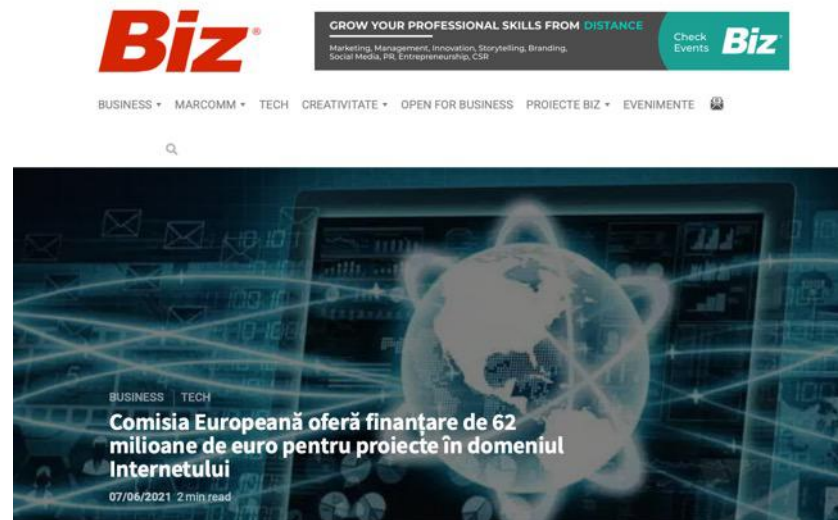 Biz®
GROW YOUR PROFESSIONAL SKILLS FROM DISTANCE
Marketing, Management, Innovation, Storytelling, Branding,
Social Media, PR, Entrepreneurship, CSR
Check
Events
Biz
BUSINESS MARCOMM TECH CREATIVITATE OPEN FOR BUSINESS PROIECTE BIZ EVENIMENTE
BUSINESS TECH
Comisia Europeană oferă finanțare de 62
milioane de euro pentru proiecte în domeniul
Internetului
07/06/2021 2 min read